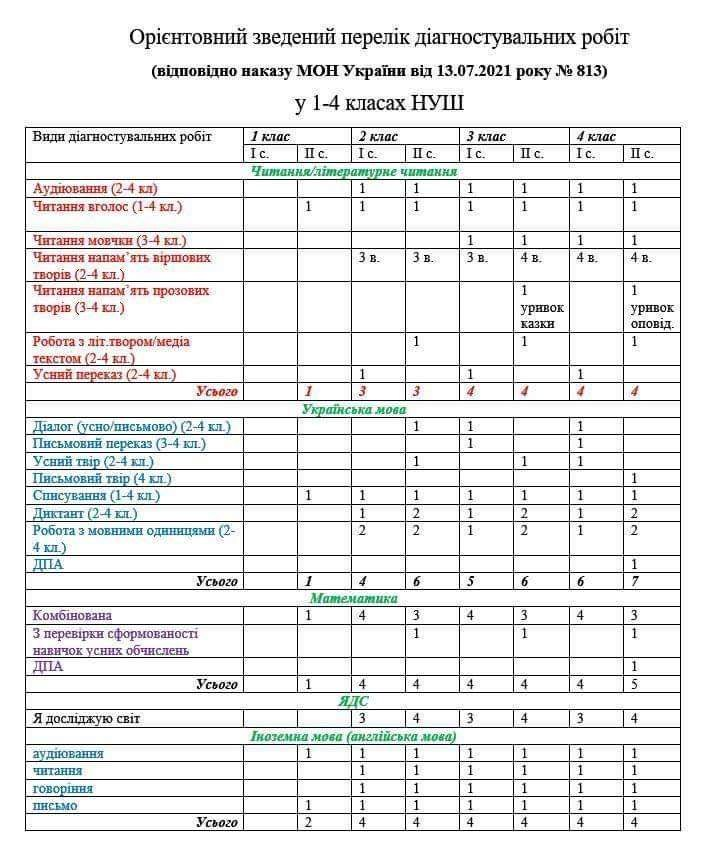 Орієнтовний зведений перелік діагностувальних робіт
(відповідно наказу МОН України від 13.07.2021 року № 813)
у 1-4 класах НУШ
Види діагностувальних робіт 1 клас 2 клас 3 клас 4 клас
І с. ІІ с. І с. ІІ с. І с. ІІ с. І с. ІІ с.
Читання/літературне читання
Аудіювання (2-4 кл) 1 1 1 1 1 1
Читання вголос (1-4 кл.) 1 1 1 1 1 1 1
Читання мовчки (3-4 кл.) 1 1 1 1
Читання напам’ять віршових 3 в. 3 в. 3 в. 4 в. 4 в. 4 в.
творів (2-4 кл.)
Читання напам’ять прозових 1 1
творів (3-4 кл.) уривок уривок
казки оповід.
Робота з літ.твором/медіа 1 1 1
текстом (2-4 кл.)
Усний переказ (2-4 кл.) 1 1 1
Усього 1 3 3 4 4 4 4
Українська мова
Діалог (усно/письмово) (2-4 кл.) 1 1 1
Письмовий переказ (3-4 кл.) 1 1
Усний твір (2-4 кл.) 1 1 1
Письмовий твір (4 кл.) 1
Списування (1-4 кл.) 1 1 1 1 1 1 1
Диктант (2-4 кл.) 1 2 1 2 1 2
Робота з мовними одиницями (2- 2 2 1 2 1 2
4 кл.)
ДПА 1
Усього 1 4 6 5 6 6 7
Математика
Комбінована 1 4 3 4 3 4 3
З перевірки сформованості 1 1 1
навичок усних обчислень
ДПА 1
Усього 1 4 4 4 4 4 5
ЯДС
Я досліджую світ 3 4 3 4 3 4
Іноземна мова (англійська мова)
аудіювання 1 1 1 1 1 1 1
читання 1 1 1 1 1 1
говоріння 1 1 1 1 1 1
письмо 1 1 1 1 1 1 1
Усього 2 4 4 4 4 4 4